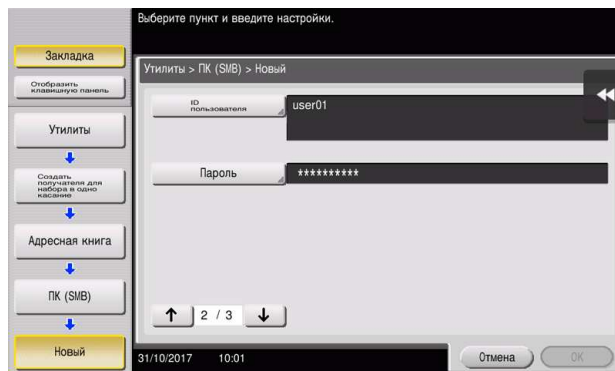 Выберите пункт и введите настройки.
Закладка
Отобразить
клавишную панель
Утилиты
Создать
получателя для
набора в одно
касание
Адресная книга
ПК (SMB)
Новый
Утилиты > ПК (SMB) > Новый
ID
пользователя
user01
Пароль
**********
2 / 3
31/10/2017 10:01
Отмена
OK